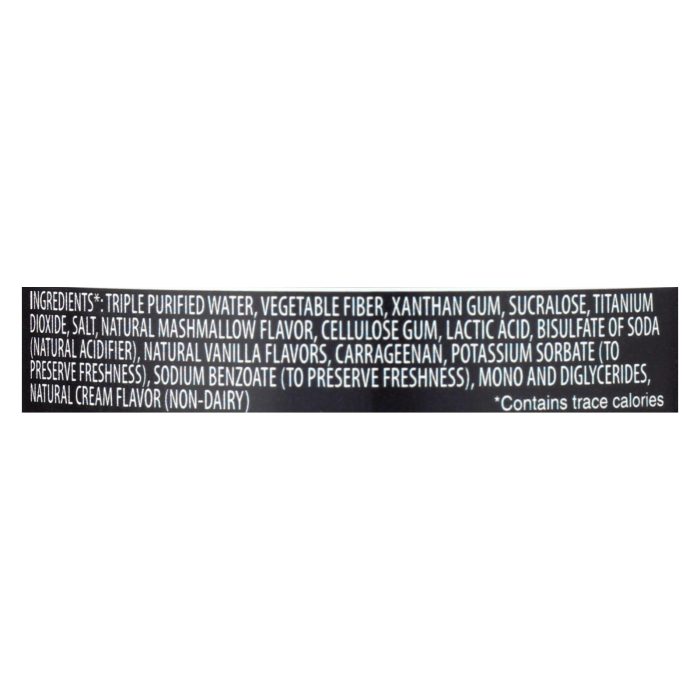 INGREDIENTS*: TRIPLE PURIFIED WATER, VEGETABLE FIBER, XANTHAN GUM, SUCRALOSE, TITANIUM
DIOXIDE, SALT, NATURAL MASHMALLOW FLAVOR, CELLULOSE GUM, LACTIC ACID, BISULFATE OF SODA
(NATURAL ACIDIFIER), NATURAL VANILLA FLAVORS, CARRAGEENAN, POTASSIUM SORBATE (TO
PRESERVE FRESHNESS), SODIUM BENZOATE (TO PRESERVE FRESHNESS), MONO AND DIGLYCERIDES,
NATURAL CREAM FLAVOR (NON-DAIRY)
*Contains trace calories